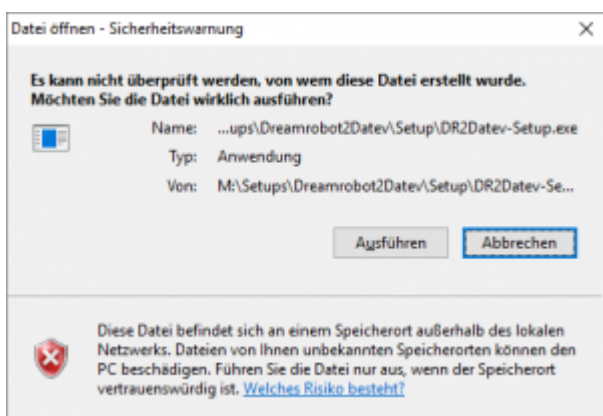 Datei öffnen - Sicherheitswarnung
Es kann nicht überprüft werden, von wem diese Datei erstellt wurde.
Möchten Sie die Datei wirklich ausführen?
Name: ...ups\Dreamrobot2Datev\Setup\DR2Datev-Setup.exe
Typ: Anwendung
Von: M:\Setups\Dreamrobot2Datev\Setup\DR2Datev-Se...
Ausführen Abbrechen
Diese Datei befindet sich an einem Speicherort außerhalb des lokalen
Netzwerks. Dateien von Ihnen unbekannten Speicherorten können den
PC beschädigen. Führen Sie die Datei nur aus, wenn der Speicherort
vertrauenswürdig ist. Welches Risiko besteht?